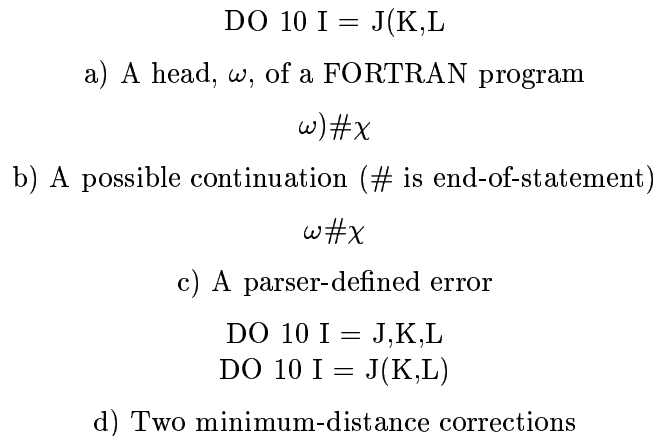 DO 10 I = J(K,L
a) A head, ω, of a FORTRAN program
ω)#χ
b) A possible continuation (# is end-of-statement)
ω#χ
c) A parser-defined error
DO 10 I = J,K,L
DO 10 I = J(K,L)
d) Two minimum-distance corrections